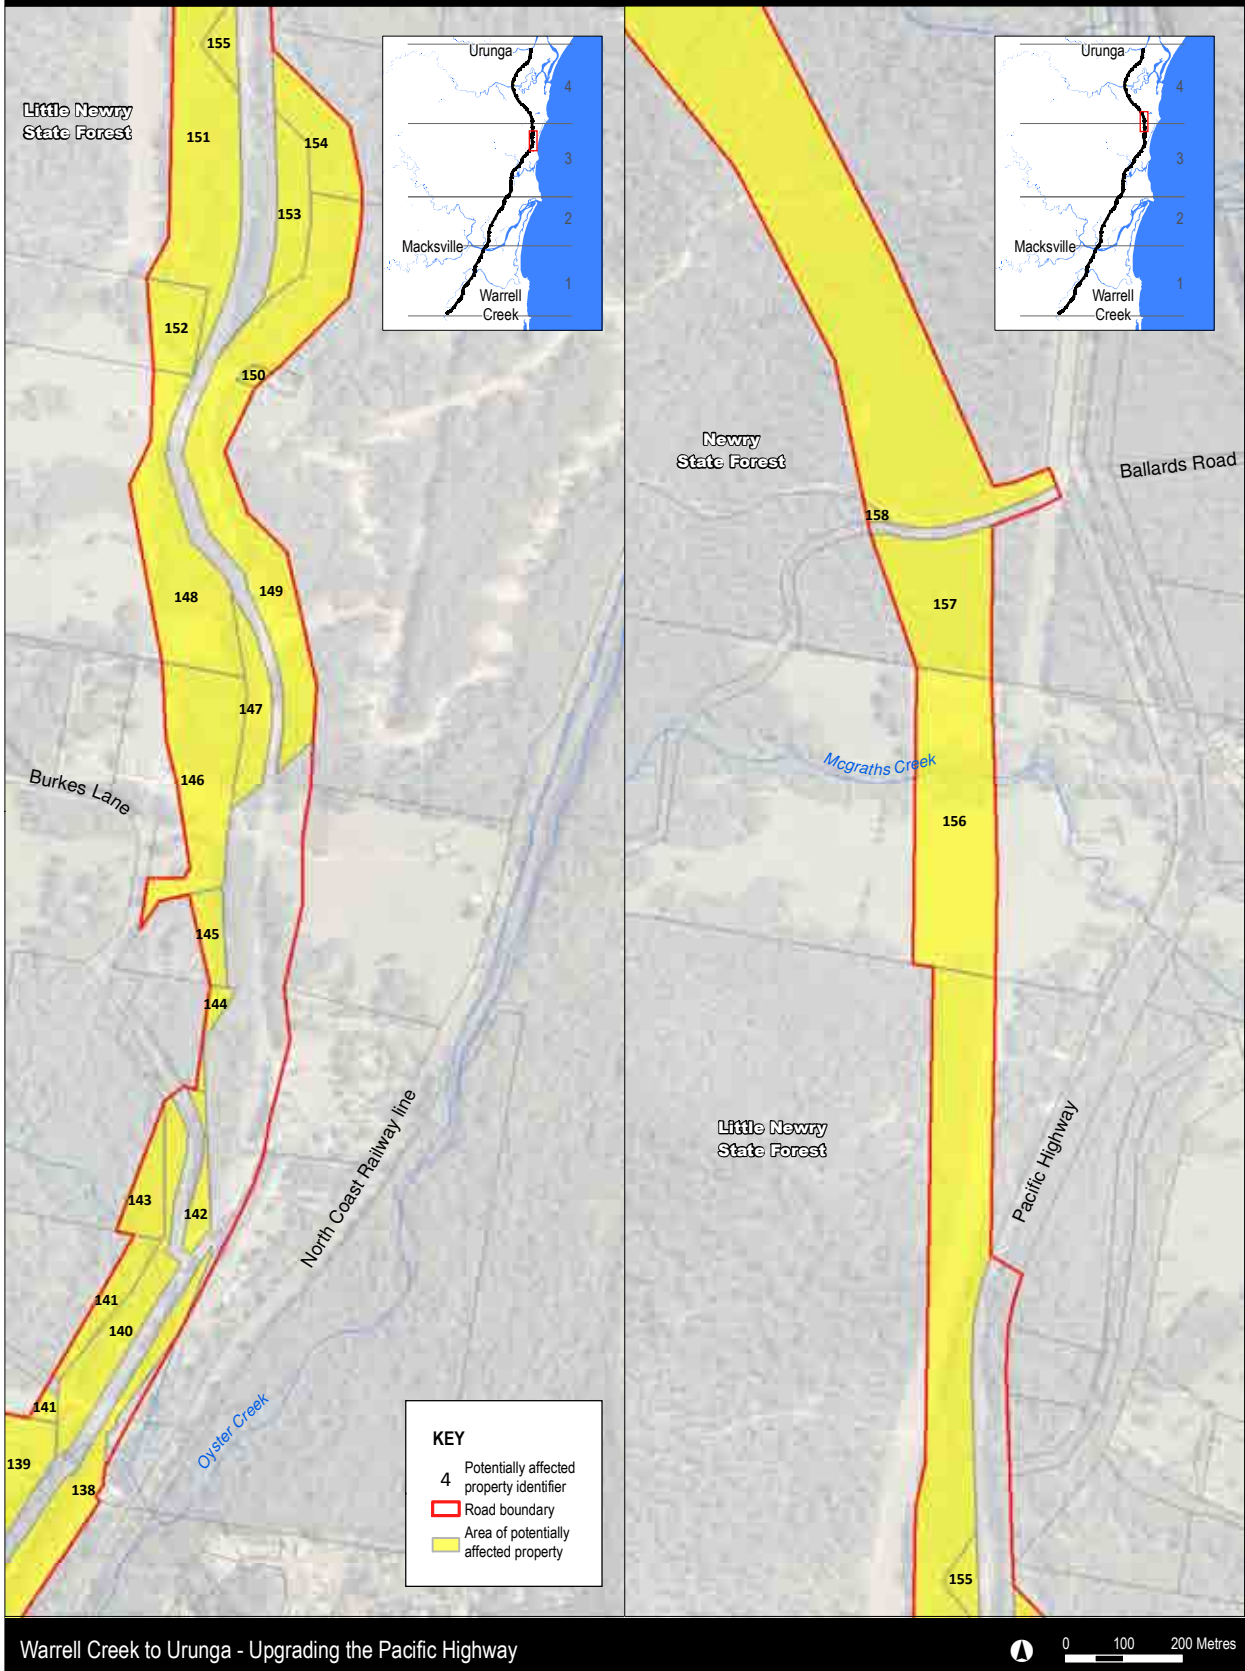 155
Little Newry
State Forest
151
154
153
152
150
149
148
147
146
Burkes Lane
145
144
143
142
North Coast Railway line
141
140
141
139
138
Oyster Creek
Urunga
4
3
2
Macksville
1
Warrell
Creek
KEY
4 Potentially affected
property identifier
Road boundary
Area of potentially
affected property
Urunga
4
3
2
Macksville
1
Warrell
Creek
Newry
State Forest
Ballards Road
158
157
Mcgraths Creek
156
Little Newry
State Forest
Pacific Highway
155
Warrell Creek to Urunga - Upgrading the Pacific Highway
0 100 200 Metres